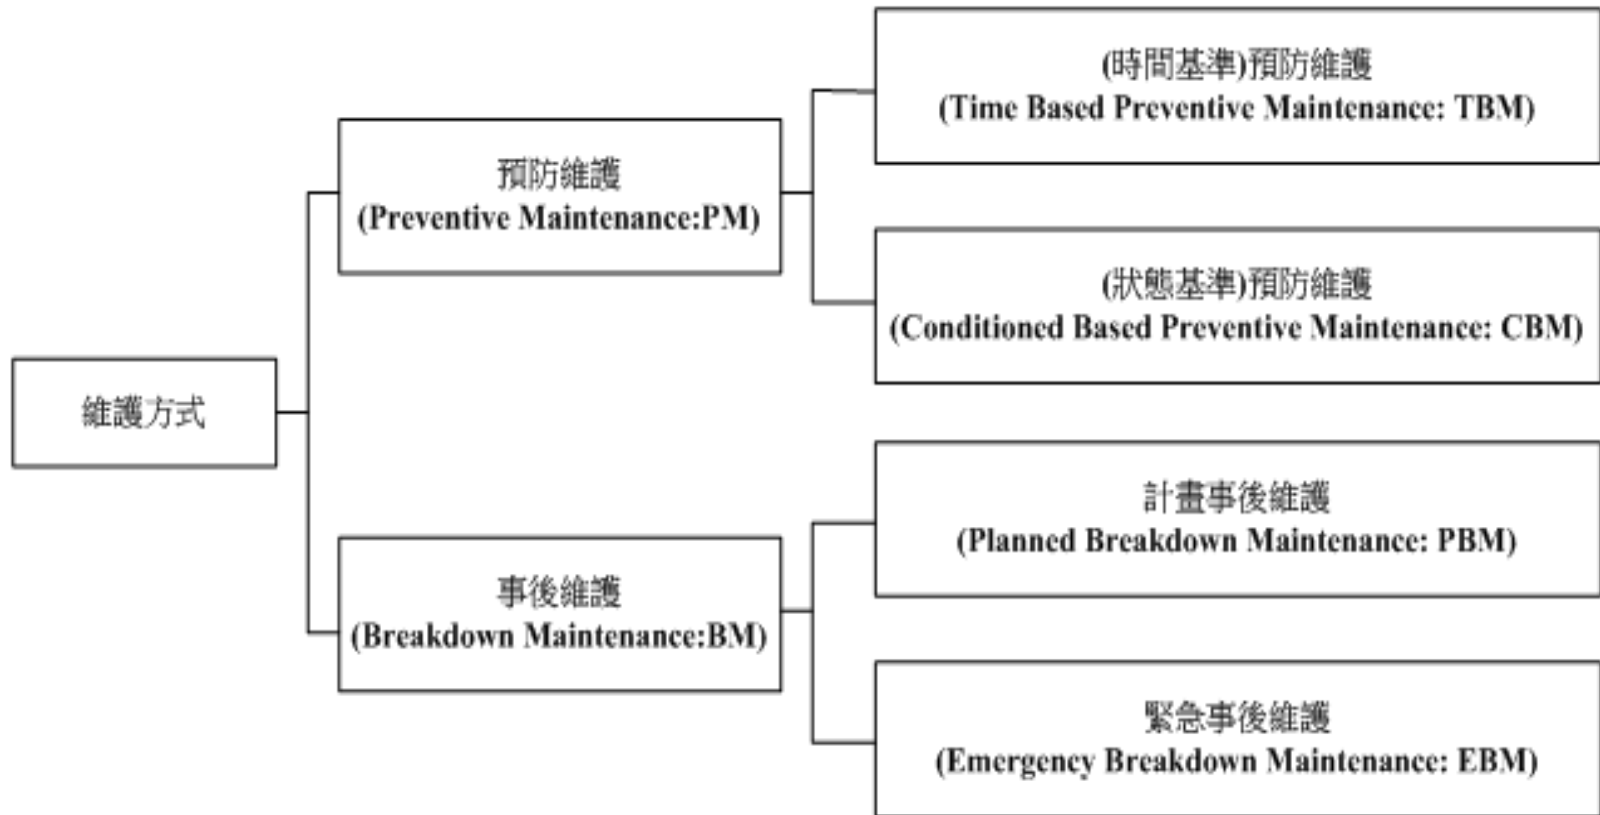 維護方式
預防維護
(Preventive Maintenance:PM)
(時間基準)預防維護
(Time Based Preventive Maintenance: TBM)
(狀態基準)預防維護
(Conditioned Based Preventive Maintenance: CBM)
事後維護
(Breakdown Maintenance:BM)
計畫事後維護
(Planned Breakdown Maintenance: PBM)
緊急事後維護
(Emergency Breakdown Maintenance: EBM)